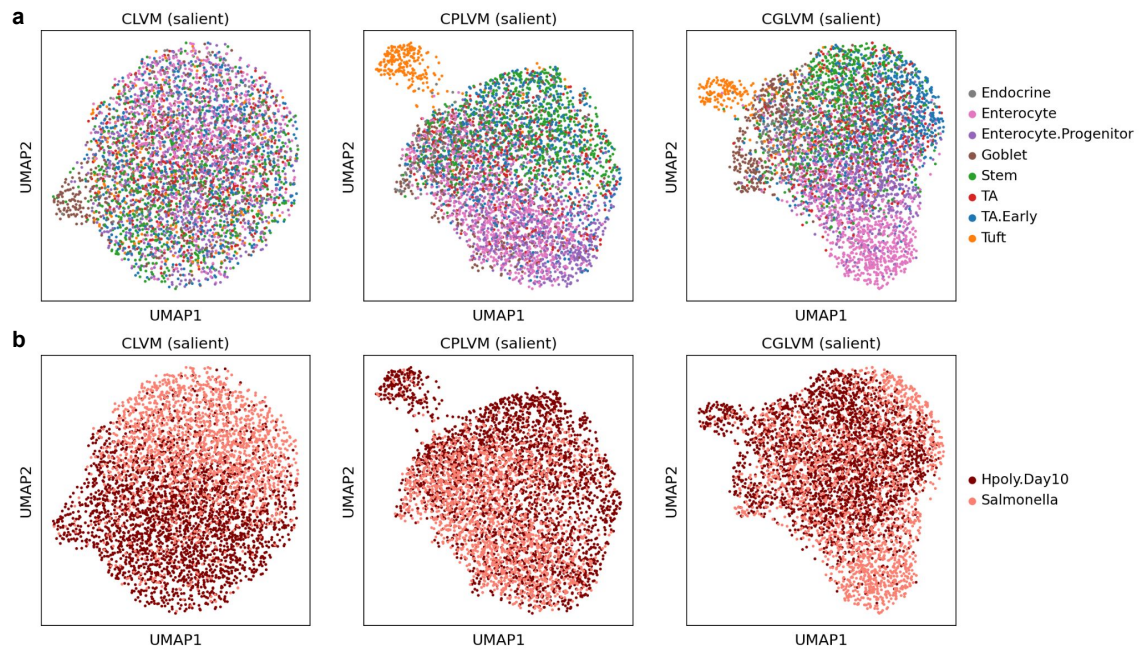 a
CLVM (salient)
CPLVM (salient)
CGLVM (salient)
UMAP2
UMAP2
UMAP2
UMAP1
UMAP1
UMAP1
Endocrine
Enterocyte
Enterocyte.Progenitor
Goblet
Stem
TA
TA.Early
Tuft
b
CLVM (salient)
CPLVM (salient)
CGLVM (salient)
UMAP2
UMAP2
UMAP2
UMAP1
UMAP1
UMAP1
Hpoly.Day10
Salmonella